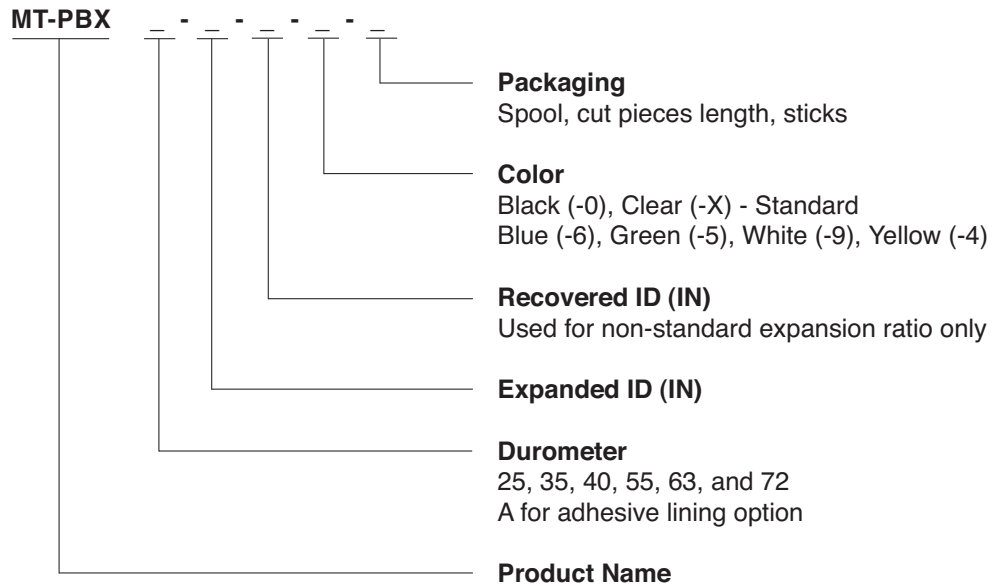 MT-PBX _ - _ - _ - _ - _
Packaging
Spool, cut pieces length, sticks
Color
Black (-0), Clear (-X) - Standard
Blue (-6), Green (-5), White (-9), Yellow (-4)
Recovered ID (IN)
Used for non-standard expansion ratio only
Expanded ID (IN)
Durometer
25, 35, 40, 55, 63, and 72
A for adhesive lining option
Product Name